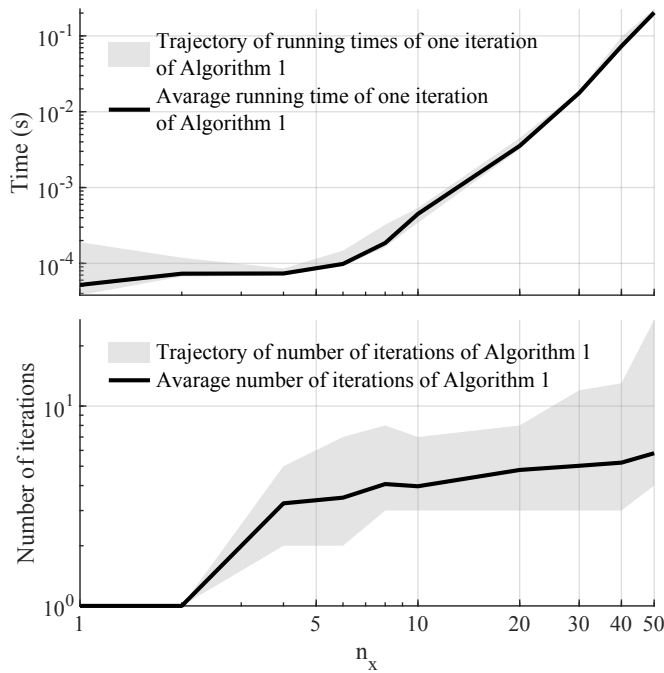 10^-1
10^-2
10^-3
10^-4
Time (s)
Trajectory of running times of one iteration
of Algorithm 1
Avarage running time of one iteration
of Algorithm 1
10^1
10^0
Number of iterations
Trajectory of number of iterations of Algorithm 1
Avarage number of iterations of Algorithm 1
1 5 10 20 30 40 50
n_x